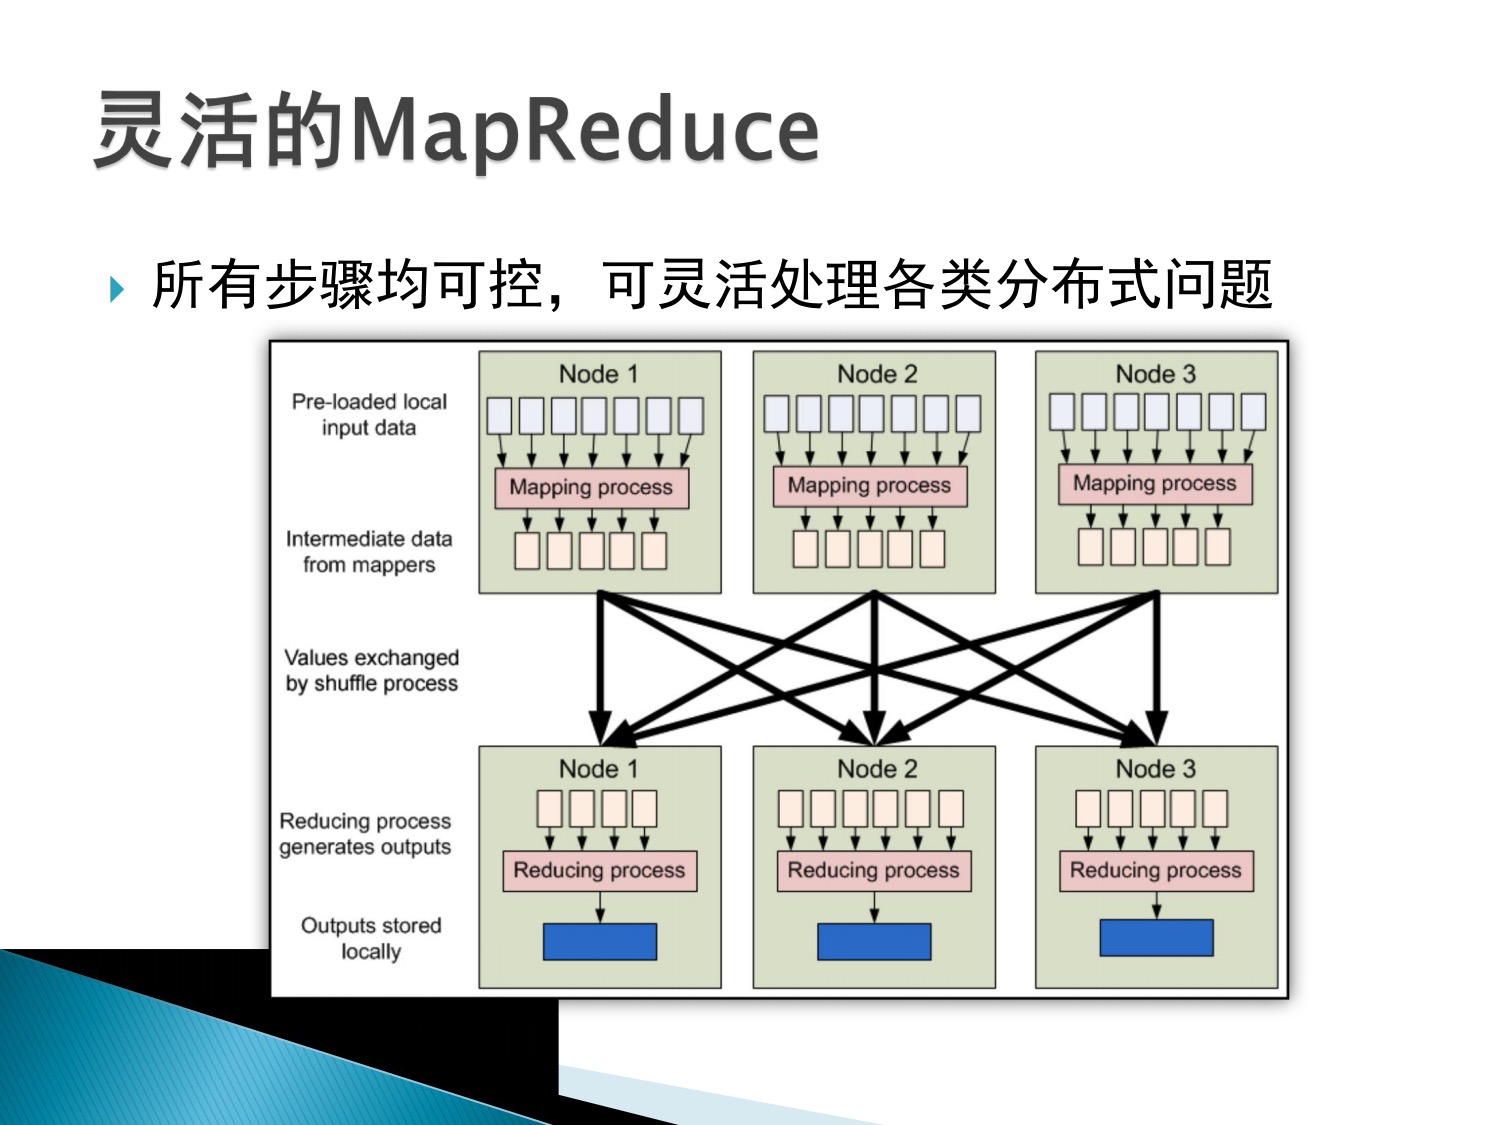 灵活的MapReduce
所有步骤均可控，可灵活处理各类分布式问题
Node 1
Node 2
Node 3
Pre-loaded local
input data
Mapping process
Mapping process
Mapping process
Intermediate data
from mappers
Values exchanged
by shuffle process
Node 1
Node 2
Node 3
Reducing process
generates outputs
Reducing process
Reducing process
Reducing process
Outputs stored
locally